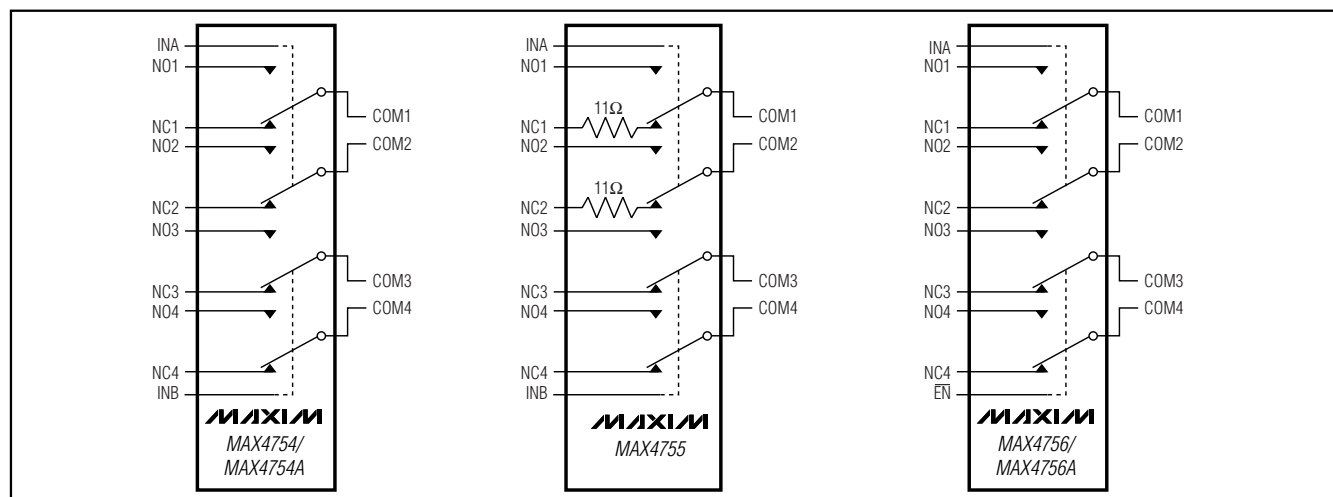 INA
NO1
NC1
NO2
NC2
NO3
NC3
NO4
NC4
INB
COM1
COM2
COM3
COM4
MAXIM
MAX4754/
MAX4754A
INA
NO1
11Ω
NC1
NO2
11Ω
NC2
NO3
NC3
NO4
NC4
INB
COM1
COM2
COM3
COM4
MAXIM
MAX4755
INA
NO1
NC1
NO2
NC2
NO3
NC3
NO4
NC4
E̅N̅
COM1
COM2
COM3
COM4
MAXIM
MAX4756/
MAX4756A